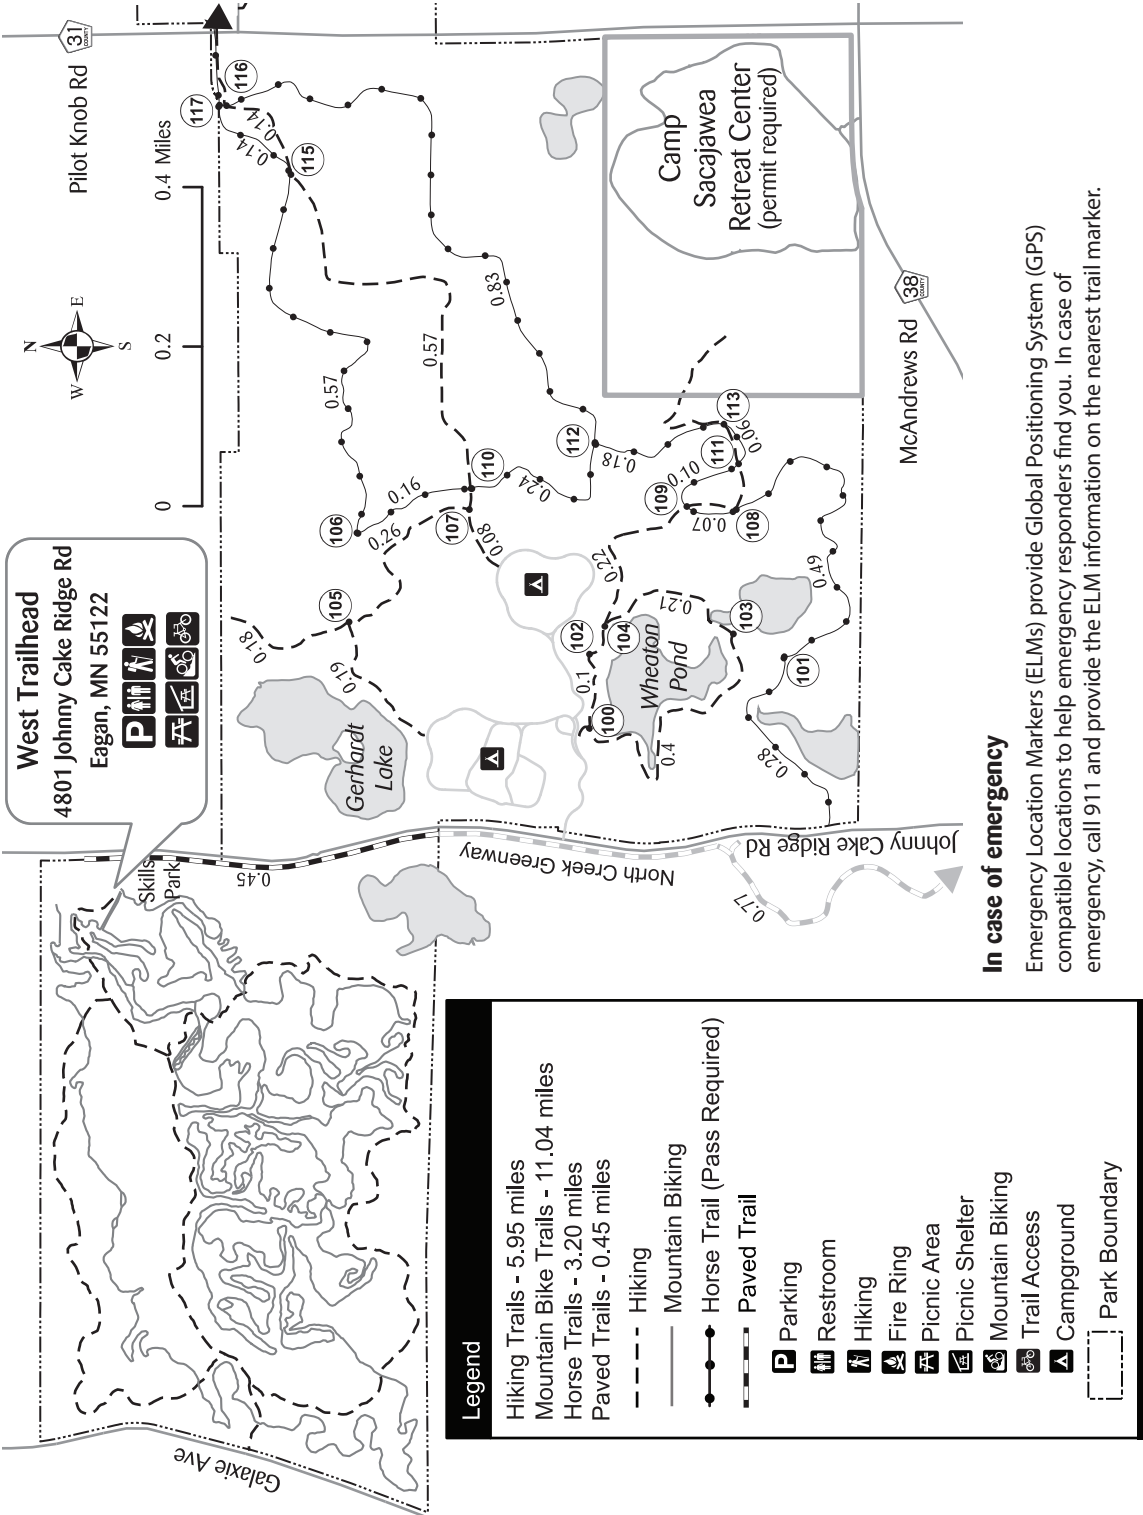 West Trailhead
4801 Johnny Cake Ridge Rd
Eagan, MN 55122
P
N
E
S
W
0
0.2
0.4 Miles
Pilot Knob Rd
31
COUNTY
Galaxie Ave
Skills
Park
0.45
North Creek Greenway
Johnny Cake Ridge Rd
0.77
Gerhardt
Lake
Wheaton
Pond
0.18
105
0.19
0.26
106
0.16
0.57
107
0.08
110
0.57
0.24
115
0.14
0.14
117
116
0.83
112
0.18
0.22
102
104
0.1
100
0.4
0.21
103
109
0.10
0.07
108
111
113
0.06
0.49
101
0.28
Camp
Sacajawea
Retreat Center
(permit required)
McAndrews Rd
38
COUNTY
Legend
Hiking Trails - 5.95 miles
Mountain Bike Trails - 11.04 miles
Horse Trails - 3.20 miles
Paved Trails - 0.45 miles
Hiking
Mountain Biking
Horse Trail (Pass Required)
Paved Trail
P Parking
Restroom
Hiking
Fire Ring
Picnic Area
Picnic Shelter
Mountain Biking
Trail Access
Campground
Park Boundary
In case of emergency
Emergency Location Markers (ELMs) provide Global Positioning System (GPS)
compatible locations to help emergency responders find you. In case of
emergency, call 911 and provide the ELM information on the nearest trail marker.